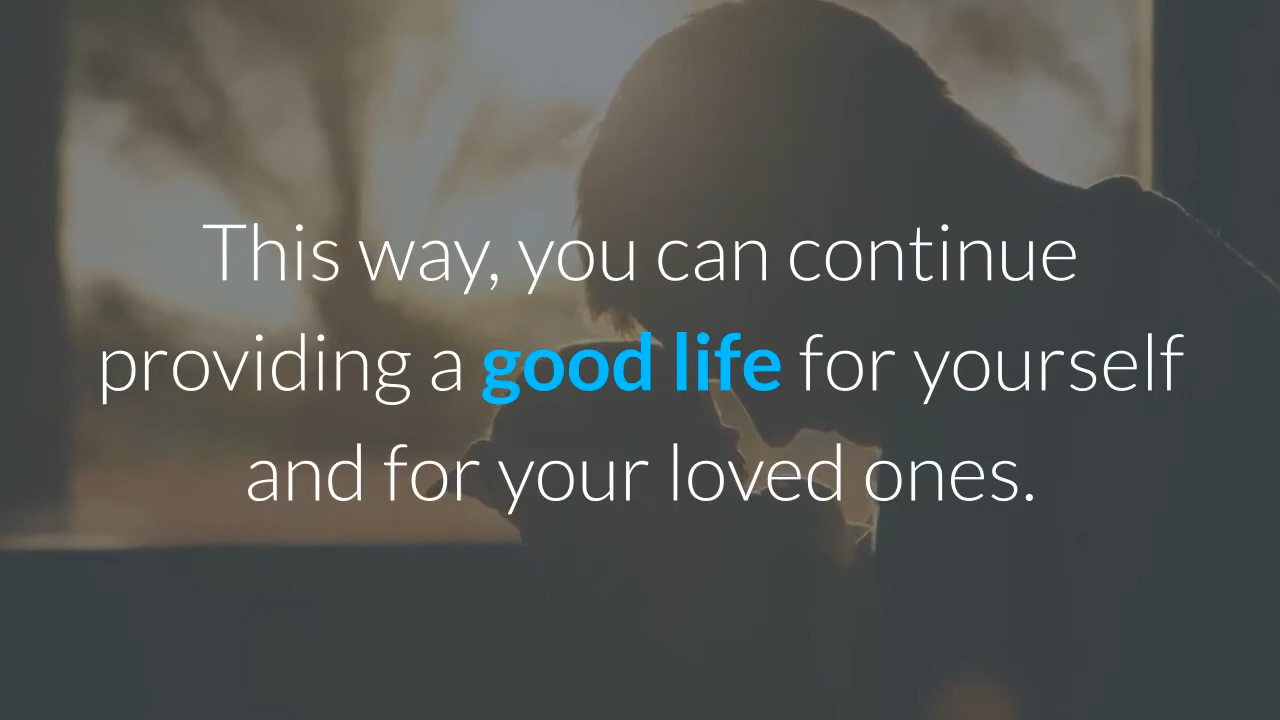 This way, you can continue
providing a good life for yourself
and for your loved ones.